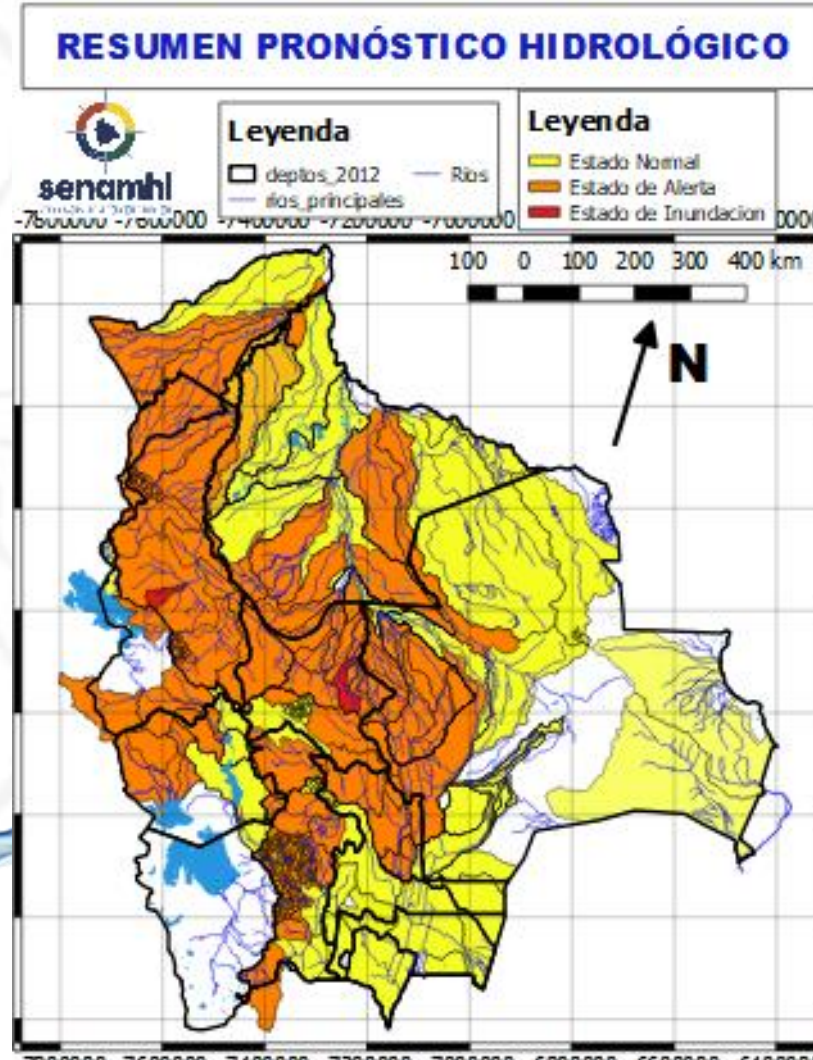 RESUMEN PRONÓSTICO HIDROLÓGICO
senamhi
Leyenda
deptos_2012
Rios
rios_principales
Leyenda
Estado Normal
Estado de Alerta
Estado de Inundacion
100 0 100 200 300 400 km
N